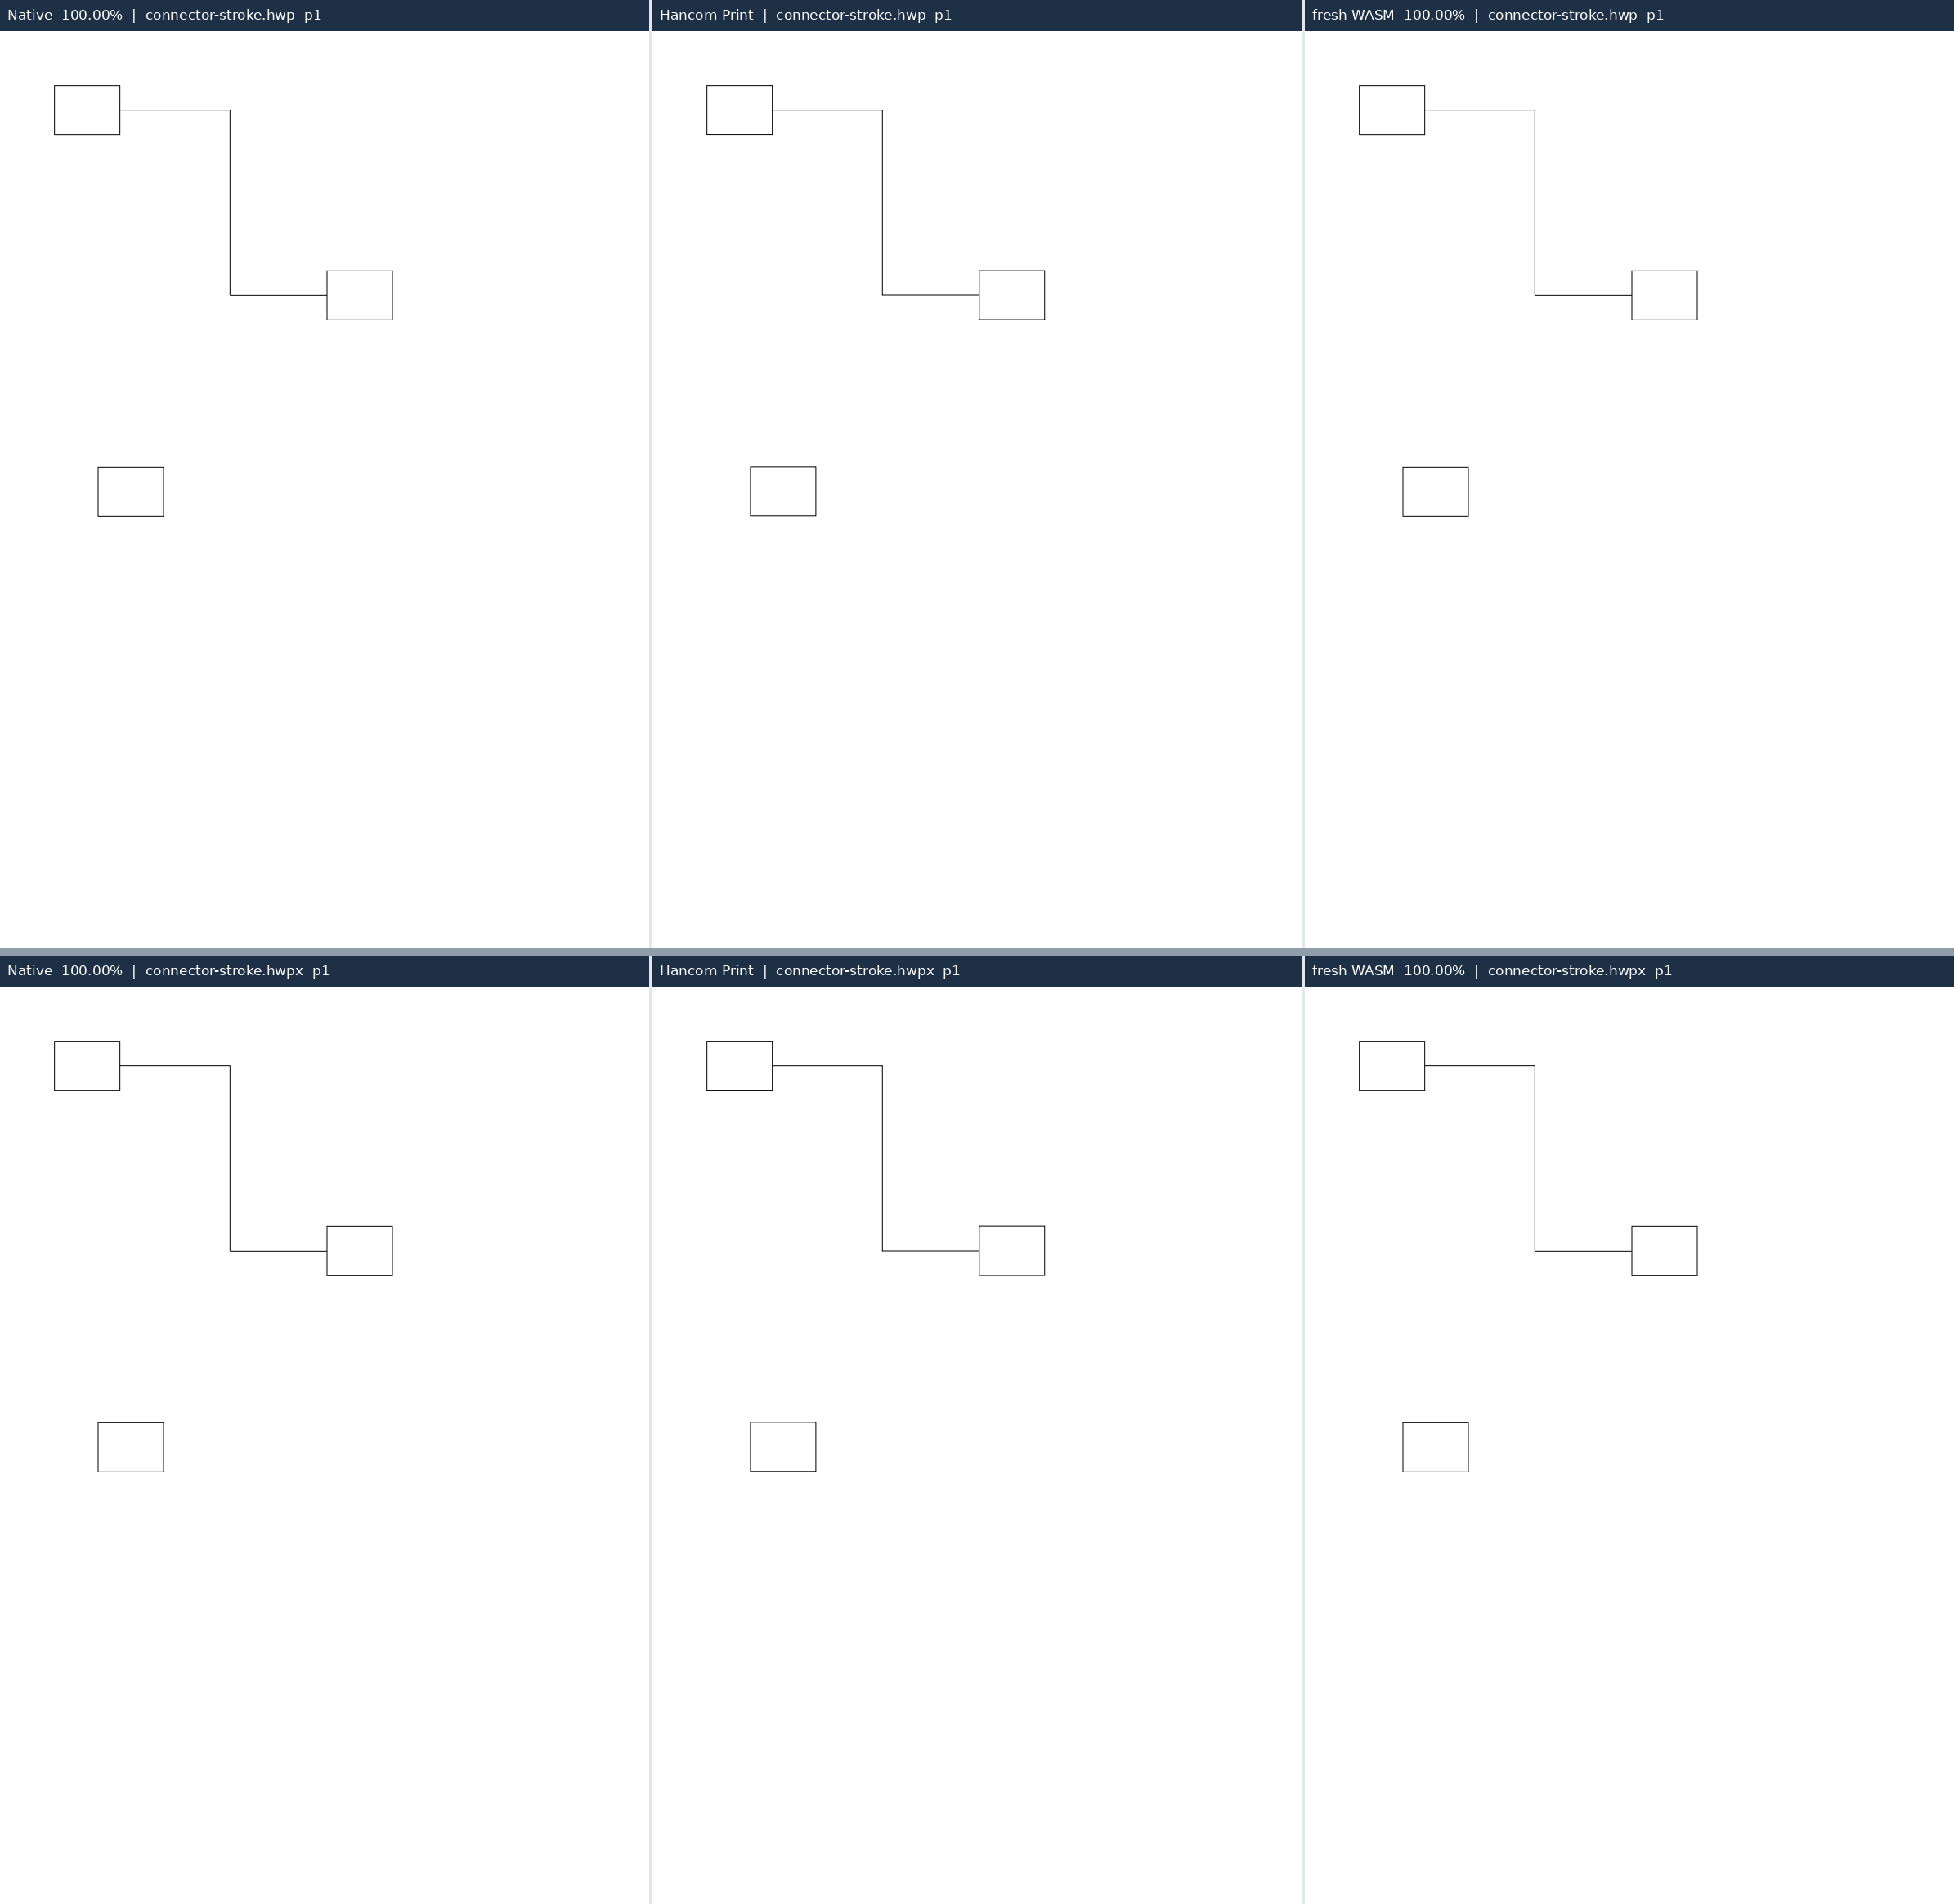 Native  100.00%  |  connector-stroke.hwp  p1
Hancom Print  |  connector-stroke.hwp  p1
fresh WASM  100.00%  |  connector-stroke.hwp  p1
Native  100.00%  |  connector-stroke.hwpx  p1
Hancom Print  |  connector-stroke.hwpx  p1
fresh WASM  100.00%  |  connector-stroke.hwpx  p1